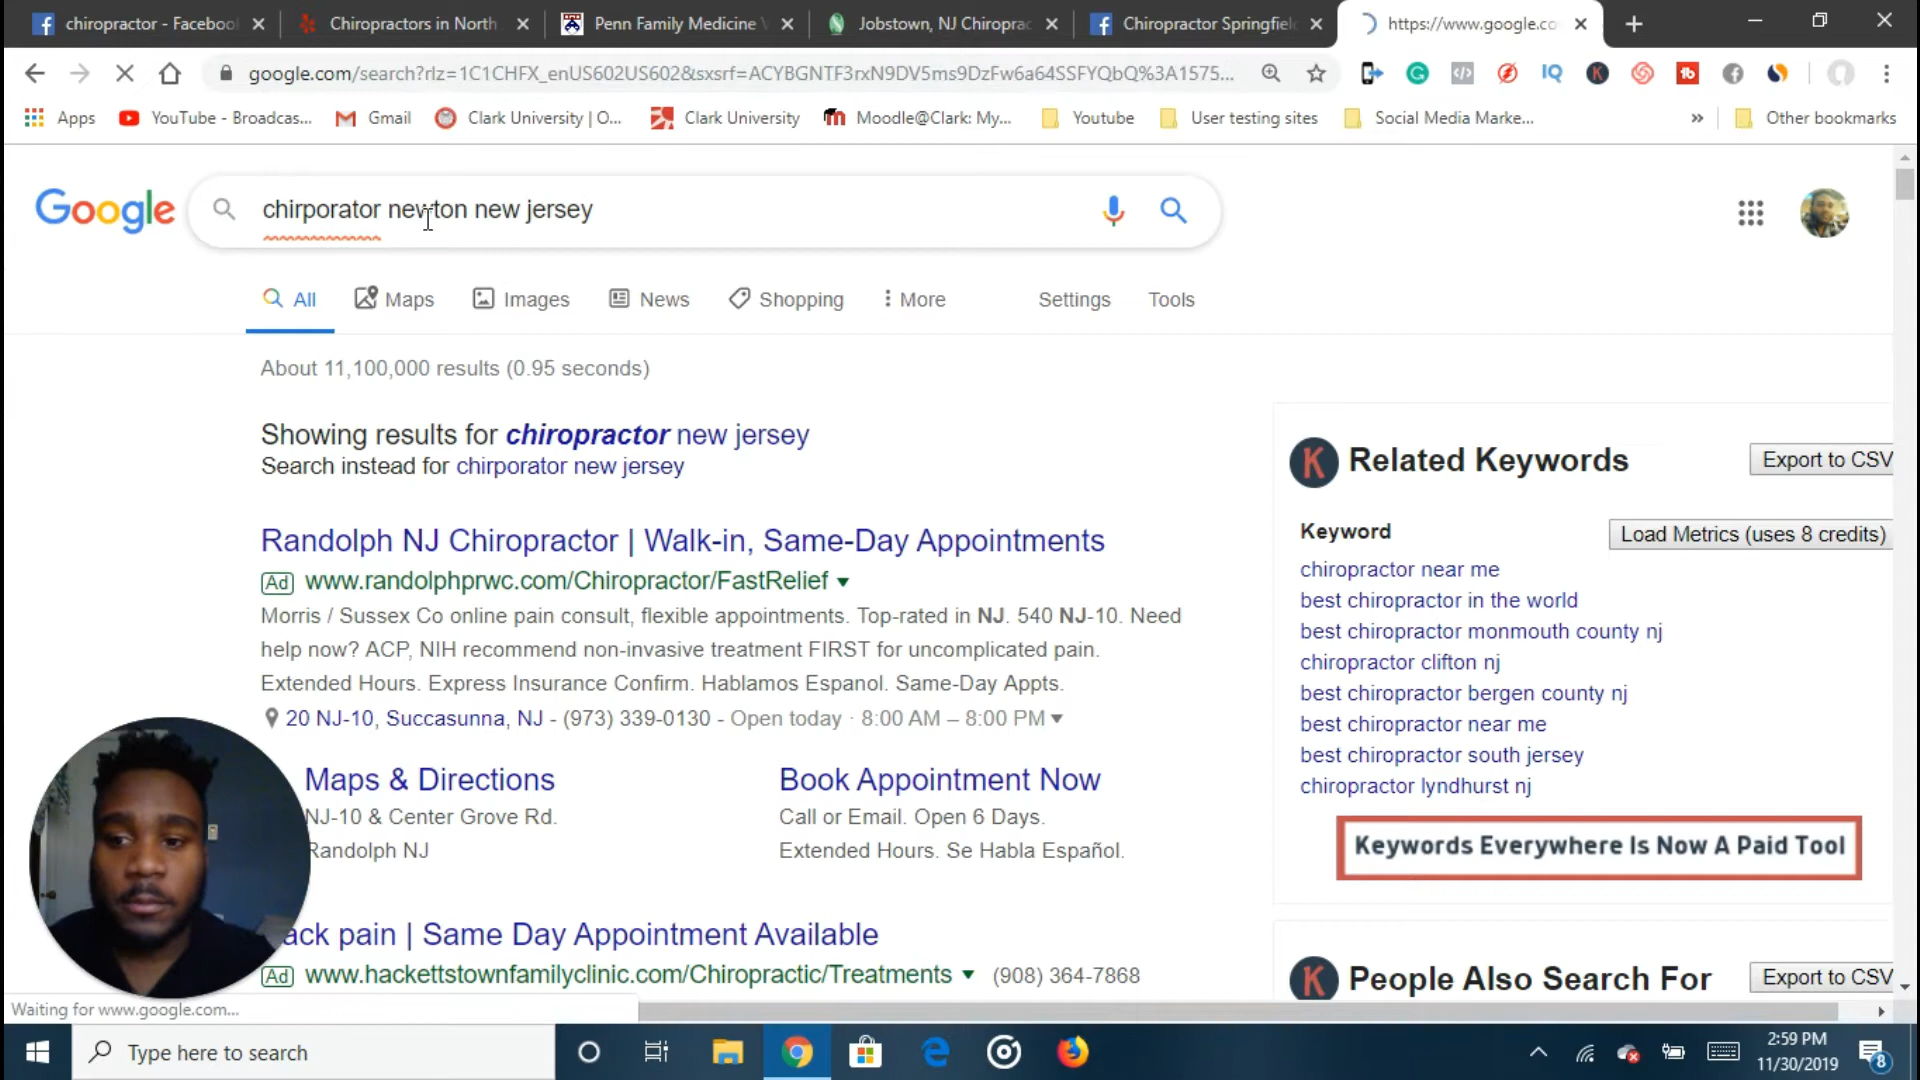 chiropractor - Facebook
Chiropractors in North
Penn Family Medicine
Jobstown, NJ Chiroprac
Chiropractor Springfiel
https://www.google.co
google.com/search?rlz=1C1CHFX_enUS602US602&sxsrf=ACYBGNTF3rxN9DV5ms9DzFw6a64SSFYQbQ%3A1575...
Apps
YouTube - Broadcas...
Gmail
Clark University | O...
Clark University
Moodle@Clark: My...
Youtube
User testing sites
Social Media Marke...
Other bookmarks
Google
chirporator newton new jersey
All
Maps
Images
News
Shopping
More
Settings
Tools
About 11,100,000 results (0.95 seconds)
Showing results for chiropractor new jersey
Search instead for chirporator new jersey
Randolph NJ Chiropractor | Walk-in, Same-Day Appointments
Ad www.randolphprwc.com/Chiropractor/FastRelief
Morris / Sussex Co online pain consult, flexible appointments. Top-rated in NJ. 540 NJ-10. Need
help now? ACP, NIH recommend non-invasive treatment FIRST for uncomplicated pain.
Extended Hours. Express Insurance Confirm. Hablamos Espanol. Same-Day Appts.
20 NJ-10, Succasunna, NJ - (973) 339-0130 - Open today · 8:00 AM – 8:00 PM
Maps & Directions
NJ-10 & Center Grove Rd.
Randolph NJ
Book Appointment Now
Call or Email. Open 6 Days.
Extended Hours. Se Habla Español.
ack pain | Same Day Appointment Available
Ad www.hackettstownfamilyclinic.com/Chiropractic/Treatments (908) 364-7868
Related Keywords
Export to CSV
Keyword
Load Metrics (uses 8 credits)
chiropractor near me
best chiropractor in the world
best chiropractor monmouth county nj
chiropractor clifton nj
best chiropractor bergen county nj
best chiropractor near me
best chiropractor south jersey
chiropractor lyndhurst nj
Keywords Everywhere Is Now A Paid Tool
People Also Search For
Export to CSV
Waiting for www.google.com...
Type here to search
2:59 PM
11/30/2019
8